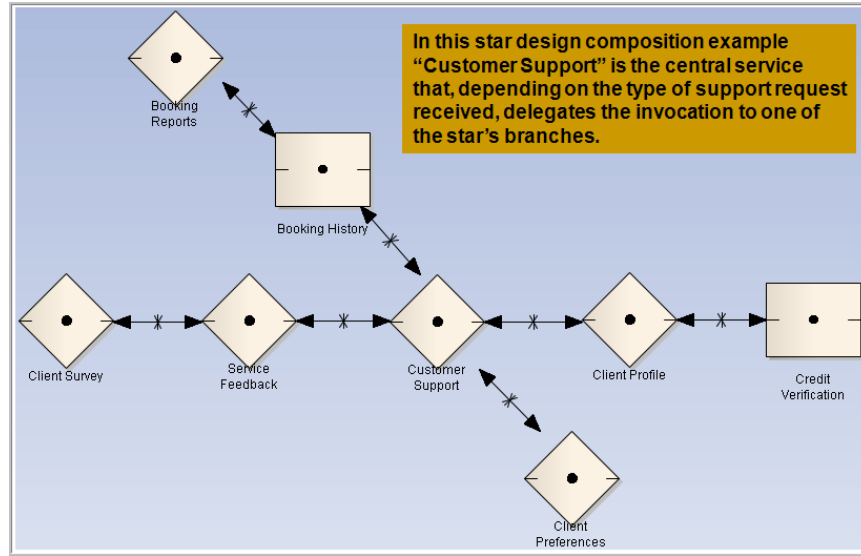 In this star design composition example
“Customer Support” is the central service
that, depending on the type of support request
received, delegates the invocation to one of
the star’s branches.
Booking
Reports
Booking History
Client Survey
Service
Feedback
Customer
Support
Client Profile
Credit
Verification
Client
Preferences